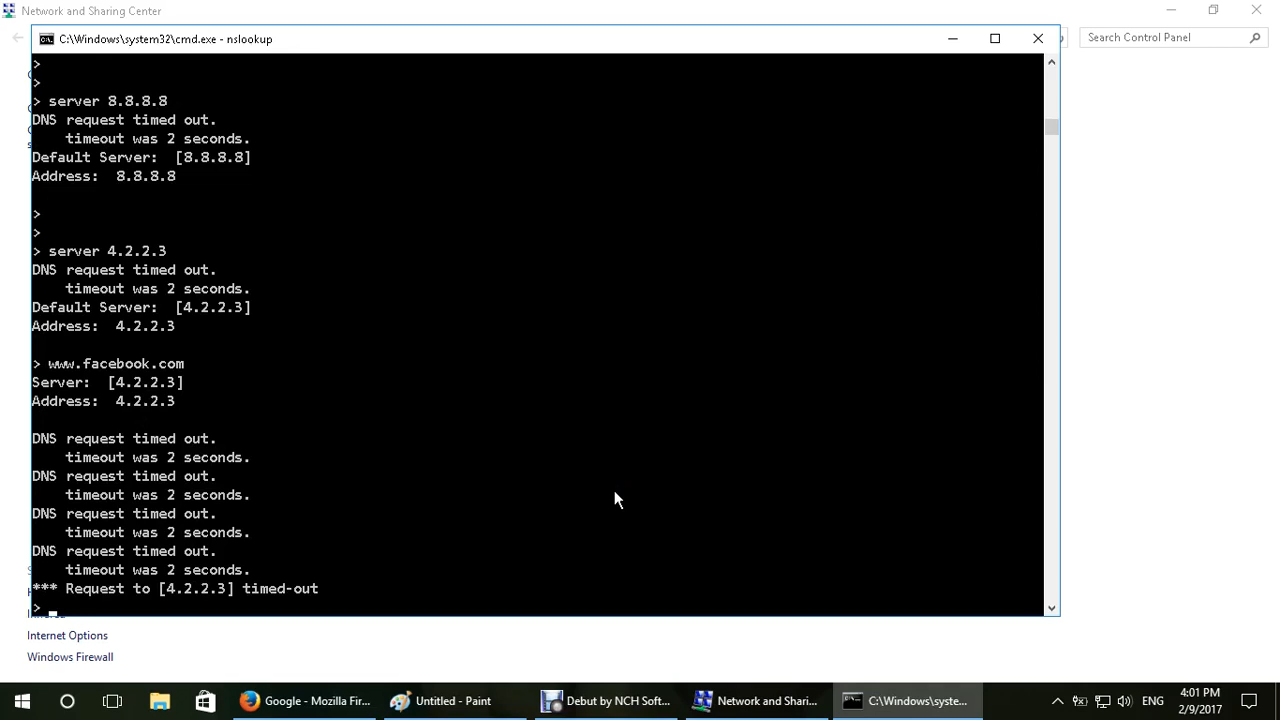 Network and Sharing Center
C:\Windows\system32\cmd.exe - nslookup
Search Control Panel
>
>
> server 8.8.8.8
DNS request timed out.
    timeout was 2 seconds.
Default Server:  [8.8.8.8]
Address:  8.8.8.8
>
>
> server 4.2.2.3
DNS request timed out.
    timeout was 2 seconds.
Default Server:  [4.2.2.3]
Address:  4.2.2.3
> www.facebook.com
Server:  [4.2.2.3]
Address:  4.2.2.3
DNS request timed out.
    timeout was 2 seconds.
DNS request timed out.
    timeout was 2 seconds.
DNS request timed out.
    timeout was 2 seconds.
DNS request timed out.
    timeout was 2 seconds.
*** Request to [4.2.2.3] timed-out
>
Internet Options
Windows Firewall
Google - Mozilla Fir...
Untitled - Paint
Debut by NCH Soft...
Network and Shari...
C:\Windows\syste...
ENG
4:01 PM
2/9/2017